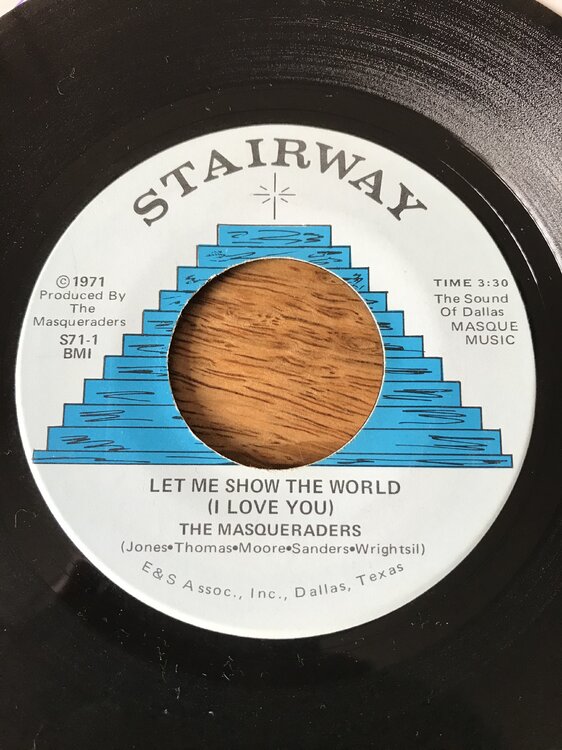 STAIRWAY
©1971
Produced By
The
Masqueraders
S71-1
BMI
TIME 3:30
The Sound
Of Dallas
MASQUE
MUSIC
LET ME SHOW THE WORLD
(I LOVE YOU)
THE MASQUERADERS
(Jones•Thomas•Moore•Sanders•Wrightsil)
E&S Assoc., Inc., Dallas, Texas